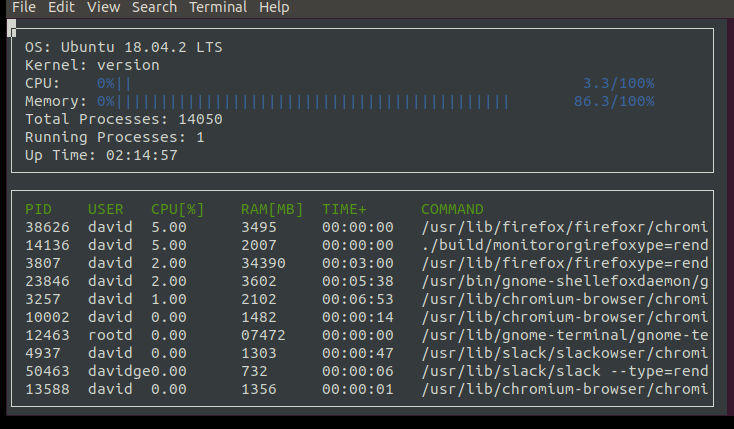 File Edit View Search Terminal Help
OS: Ubuntu 18.04.2 LTS
Kernel: version
CPU: 0%|| 3.3/100%
Memory: 0%|||||||||||||||||||||||||||||||||||||||||||| 86.3/100%
Total Processes: 14050
Running Processes: 1
Up Time: 02:14:57
PID USER CPU[%] RAM[MB] TIME+ COMMAND
38626 david 5.00 3495 00:00:00 /usr/lib/firefox/firefoxr/chromi
14136 david 5.00 2007 00:00:00 ./build/monitororgirefoxype=rend
3807 david 2.00 34390 00:03:00 /usr/lib/firefox/firefoxype=rend
23846 david 2.00 3602 00:05:38 /usr/bin/gnome-shellefoxdaemon/g
3257 david 1.00 2102 00:06:53 /usr/lib/chromium-browser/chromi
10002 david 0.00 1482 00:00:14 /usr/lib/chromium-browser/chromi
12463 rootd 0.00 07472 00:00:00 /usr/lib/gnome-terminal/gnome-te
4937 david 0.00 1303 00:00:47 /usr/lib/slack/slackowser/chromi
50463 davidge0.00 732 00:00:06 /usr/lib/slack/slack --type=rend
13588 david 0.00 1356 00:00:01 /usr/lib/chromium-browser/chromi